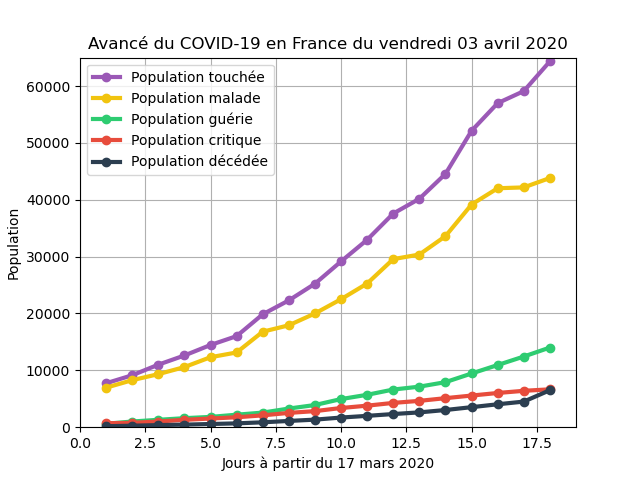 Avancé du COVID-19 en France du vendredi 03 avril 2020
Population touchée
Population malade
Population guérie
Population critique
Population décédée
60000
50000
40000
30000
20000
10000
0
Population
0.0 2.5 5.0 7.5 10.0 12.5 15.0 17.5
Jours à partir du 17 mars 2020